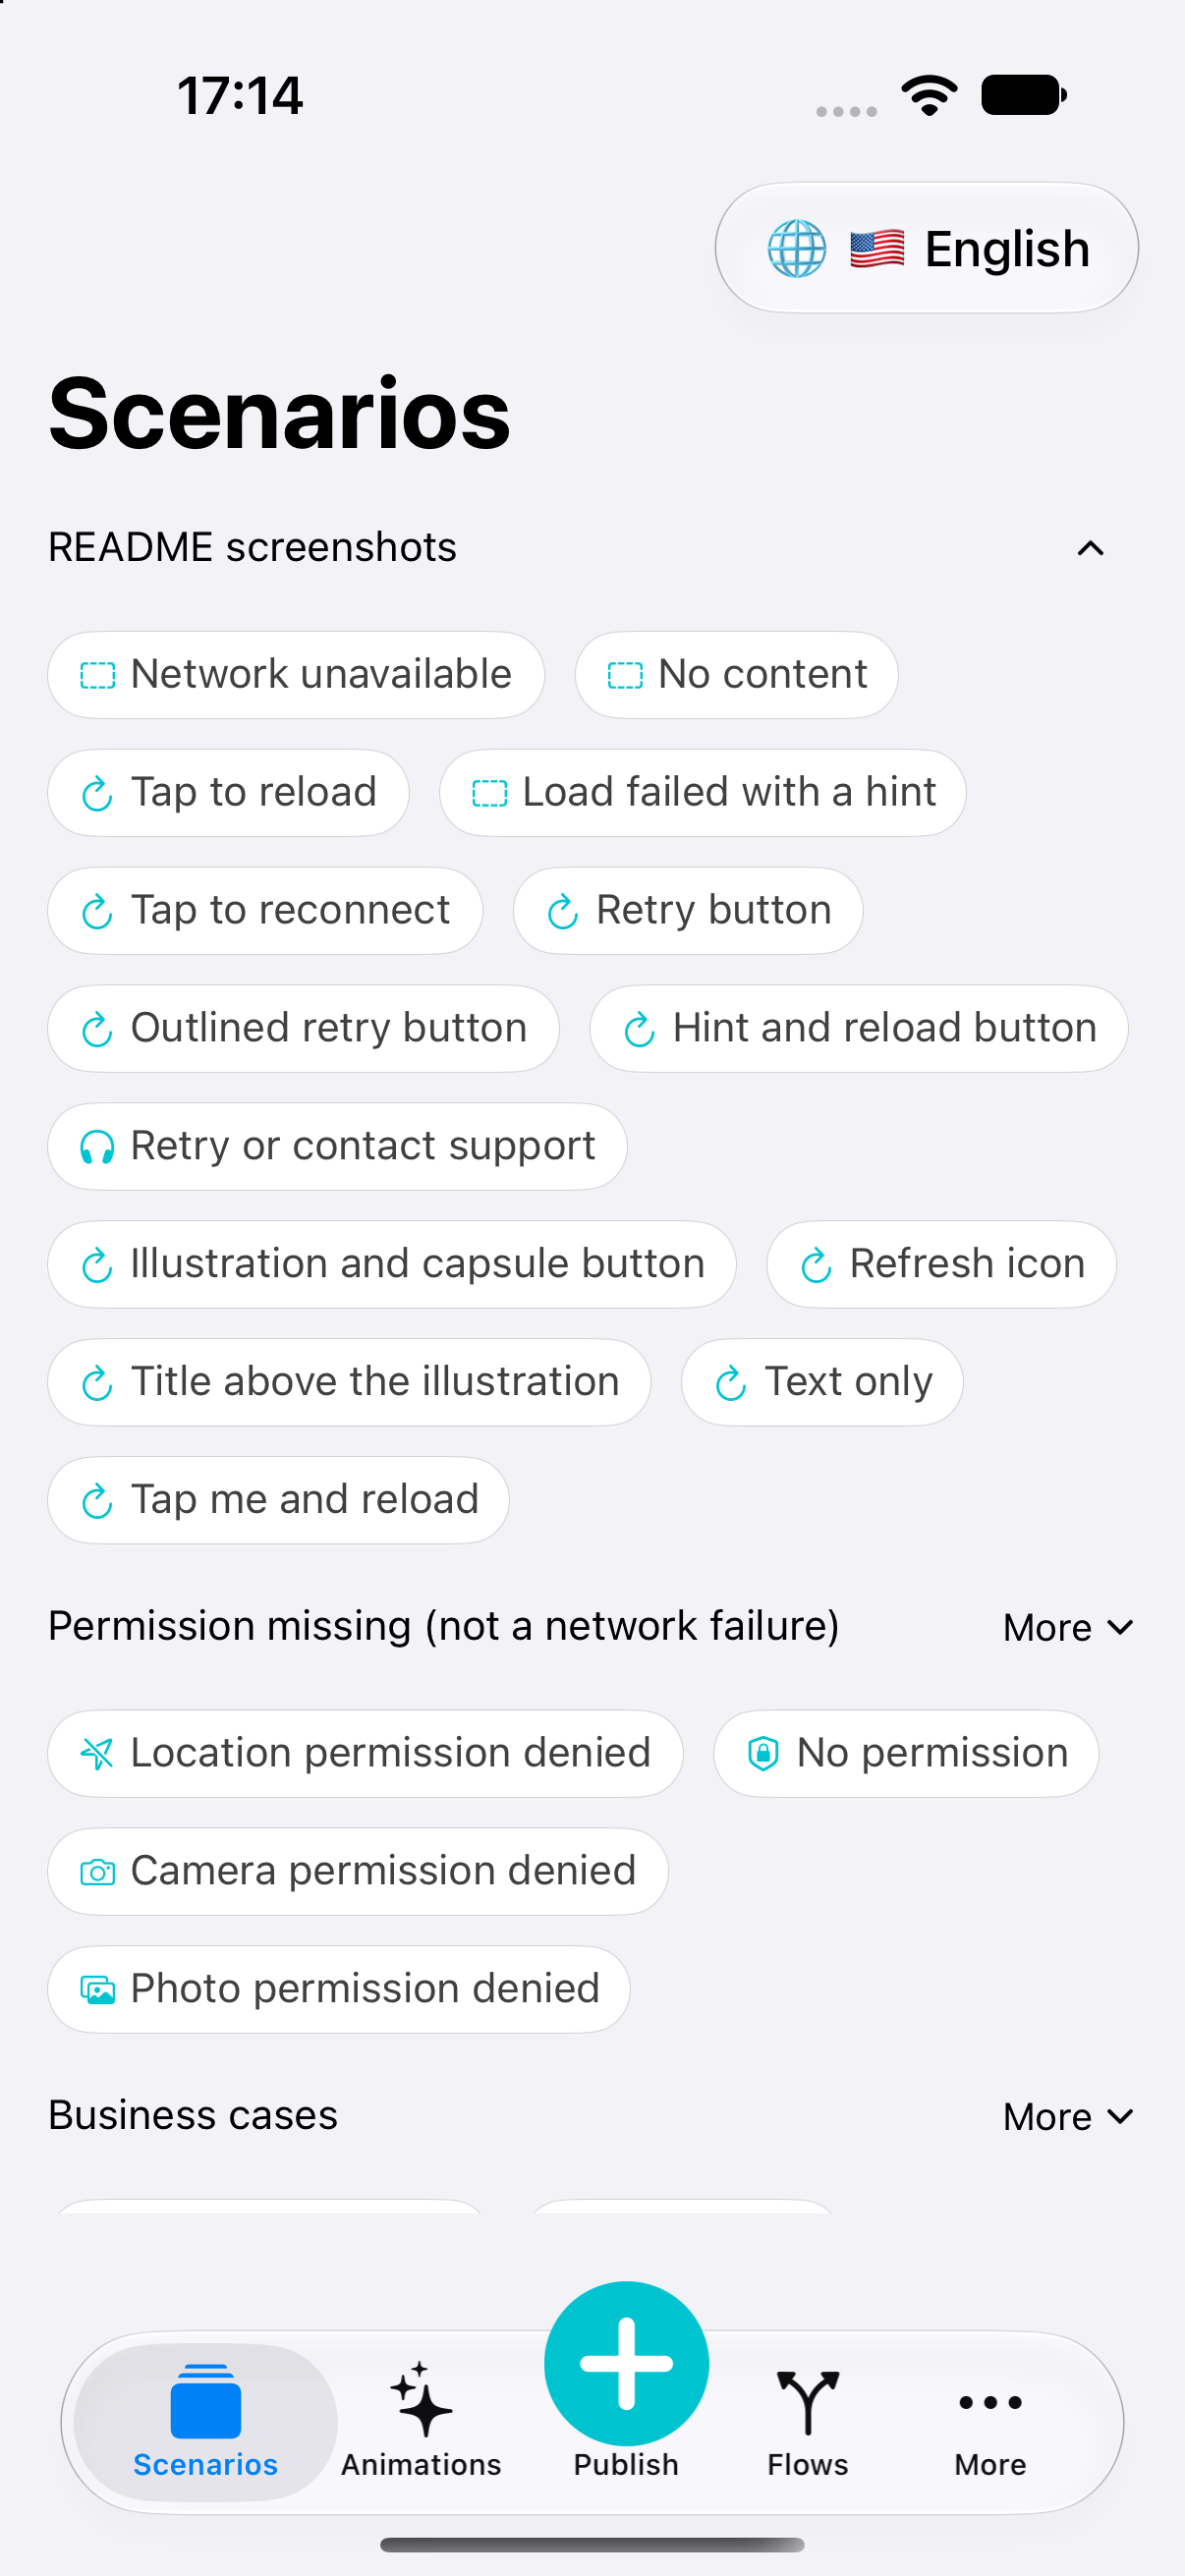 17:14
English
Scenarios
README screenshots
Network unavailable
No content
Tap to reload
Load failed with a hint
Tap to reconnect
Retry button
Outlined retry button
Hint and reload button
Retry or contact support
Illustration and capsule button
Refresh icon
Title above the illustration
Text only
Tap me and reload
Permission missing (not a network failure)
More
Location permission denied
No permission
Camera permission denied
Photo permission denied
Business cases
More
Scenarios
Animations
Publish
Flows
More